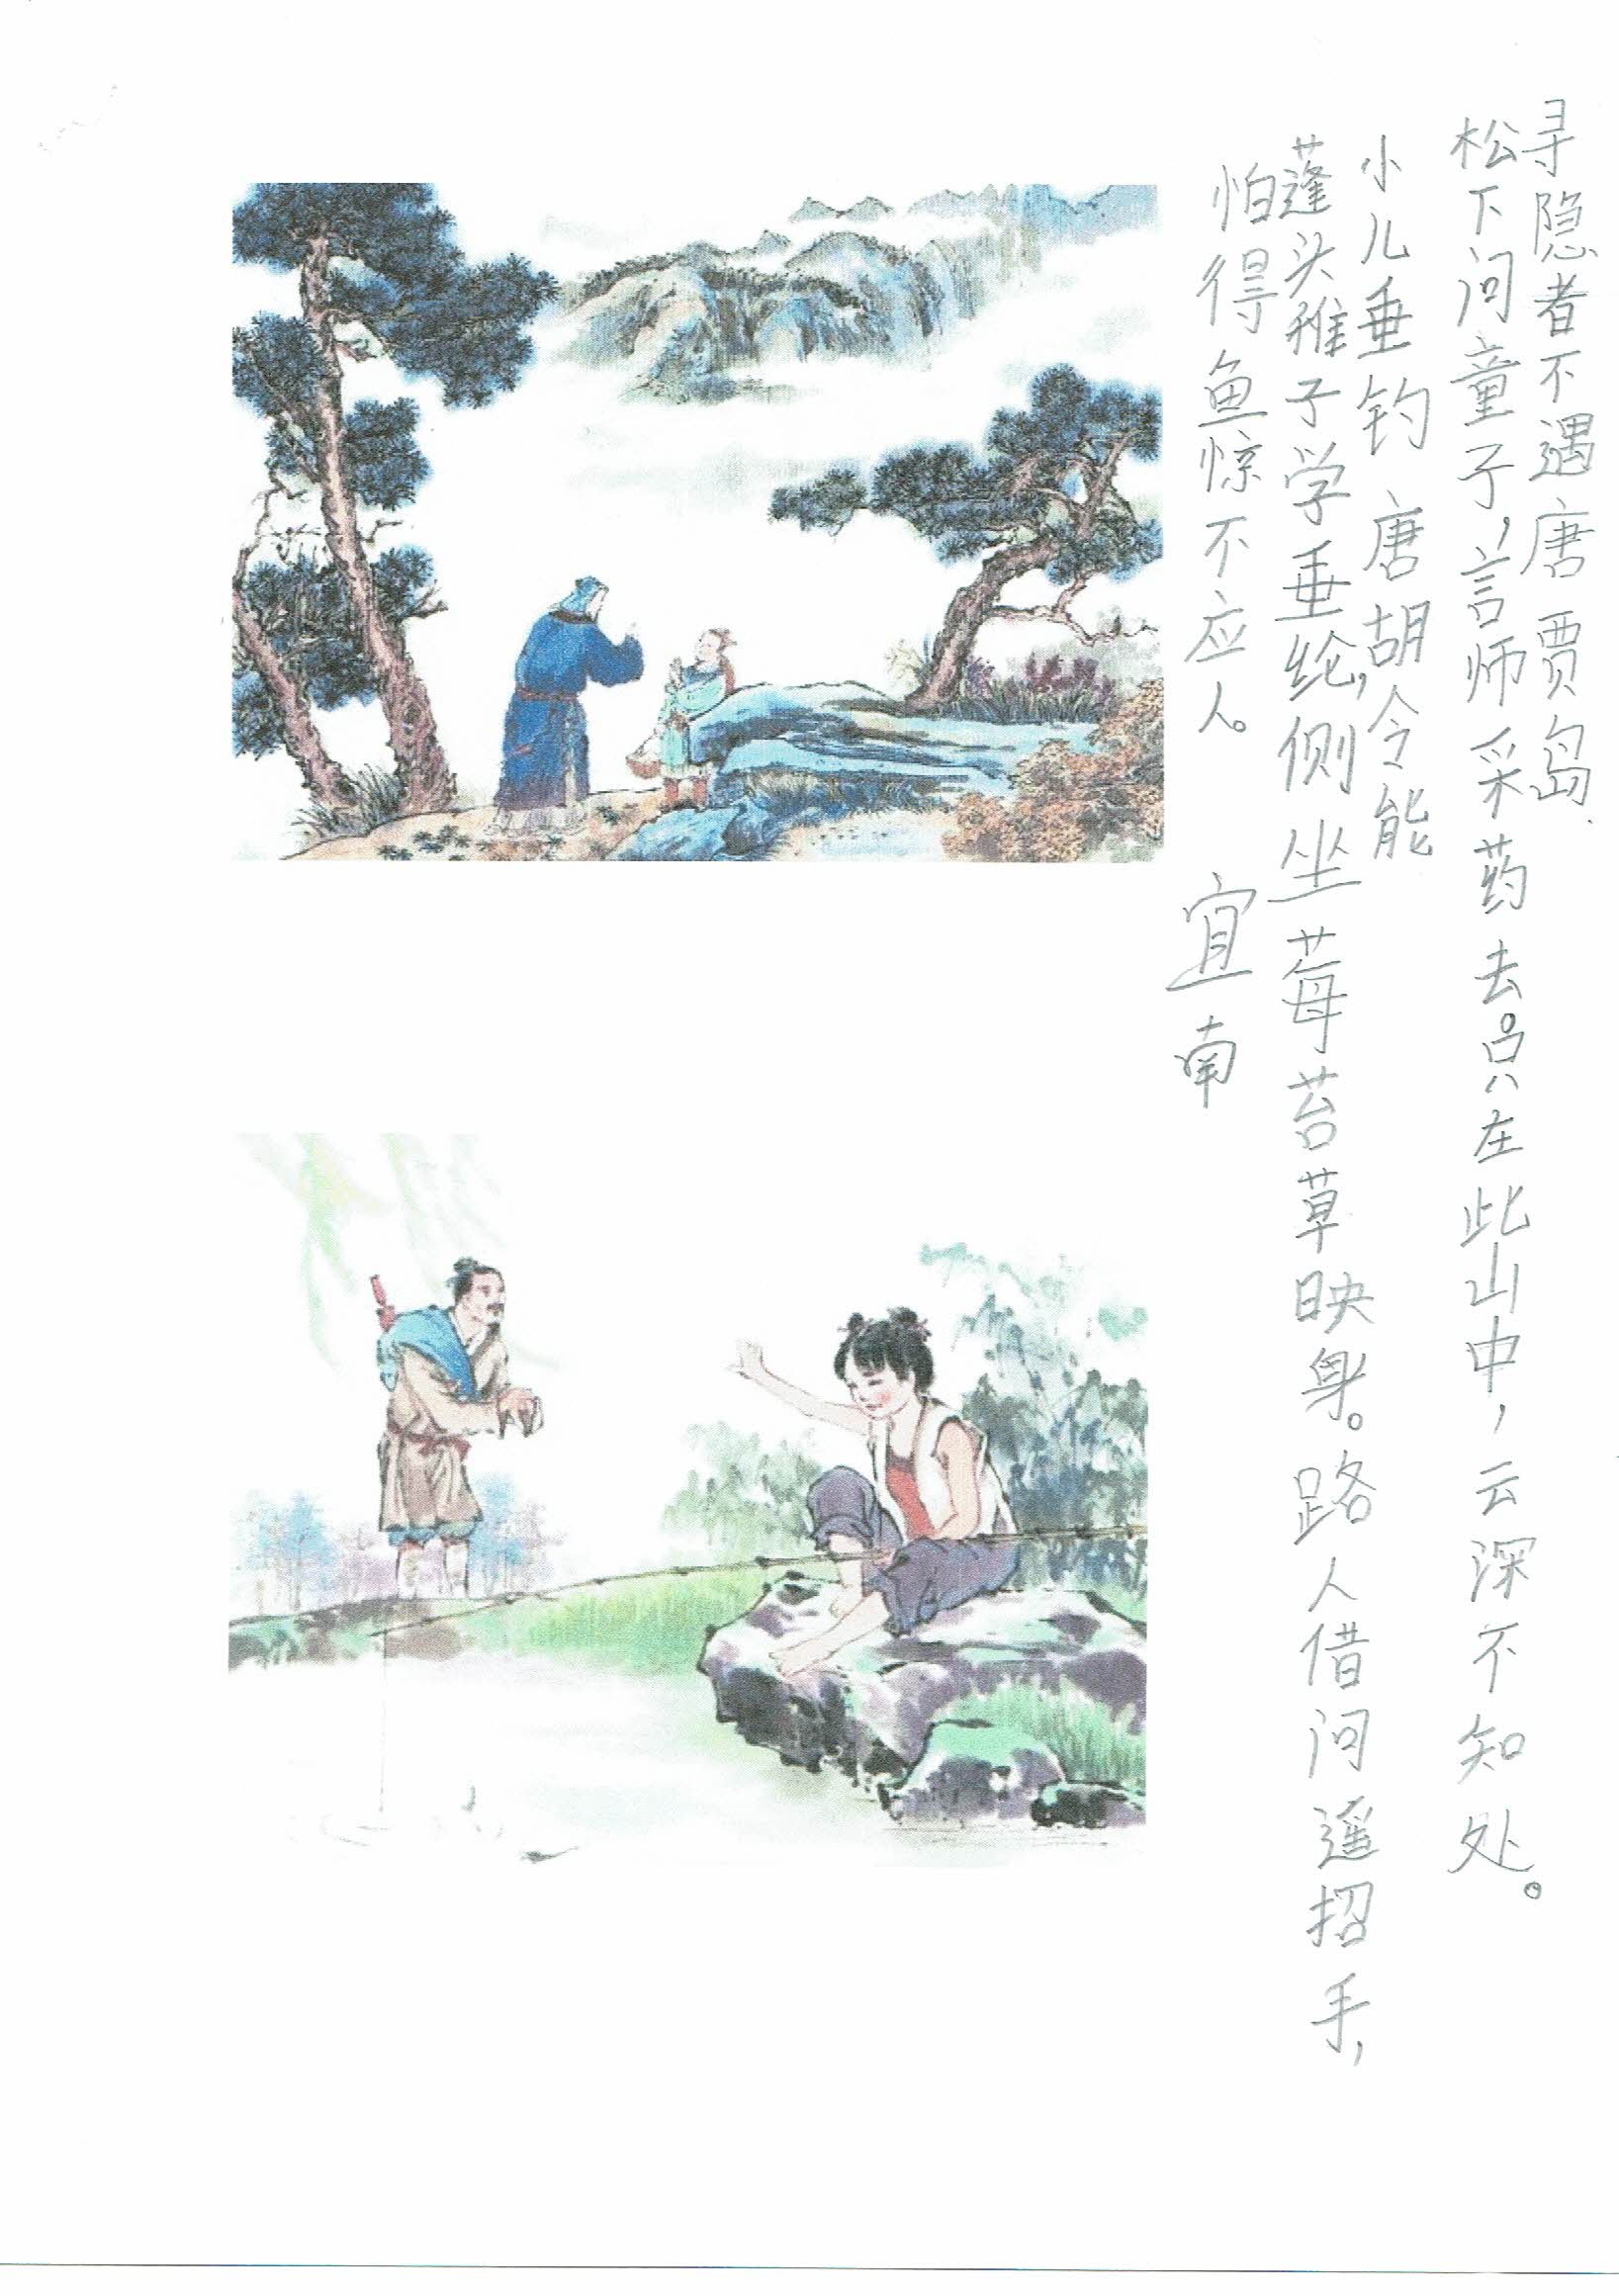 寻隐者不遇 唐 贾岛
松下问童子，言师采药去。只在此山中，云深不知处。
小儿垂钓 唐 胡令能
蓬头稚子学垂纶，侧坐莓苔草映身。路人借问遥招手，
怕得鱼惊不应人。
宜南